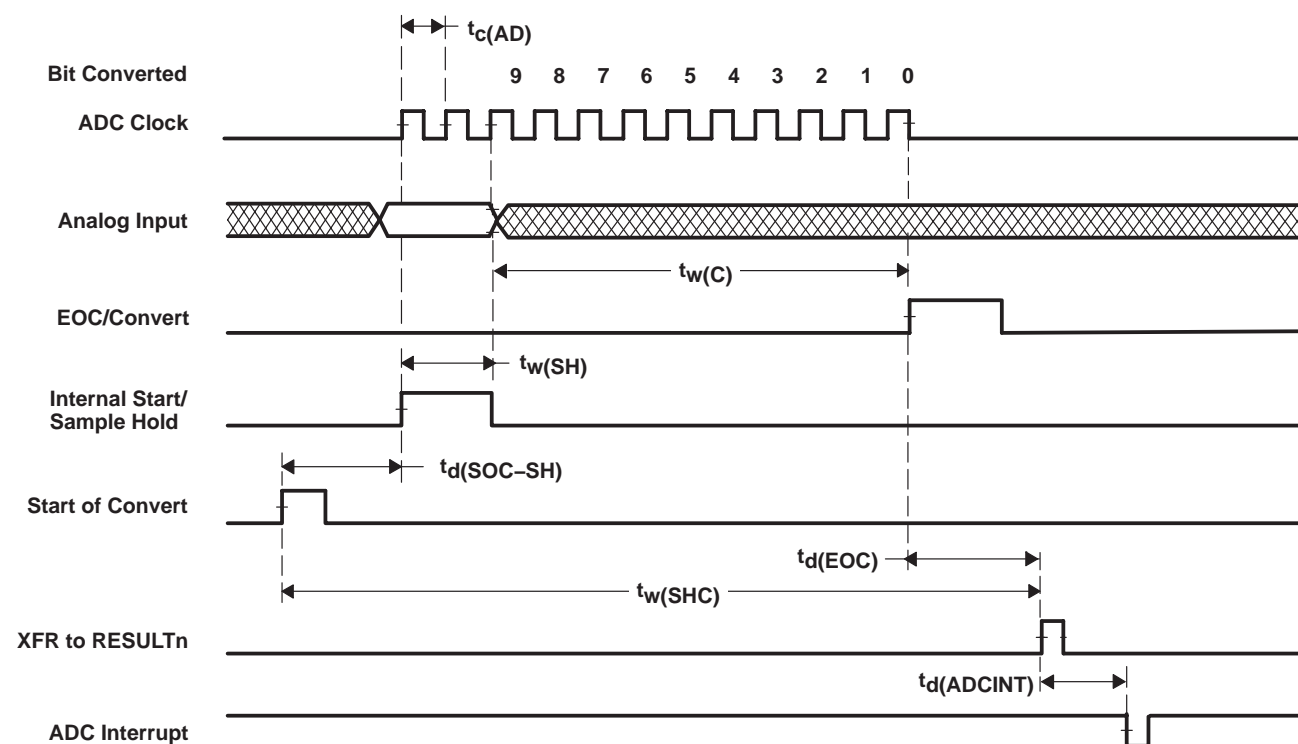 tc(AD)
Bit Converted
9 8 7 6 5 4 3 2 1 0
ADC Clock
Analog Input
tw(C)
EOC/Convert
tw(SH)
Internal Start/
Sample Hold
td(SOC–SH)
Start of Convert
td(EOC)
tw(SHC)
XFR to RESULTn
td(ADCINT)
ADC Interrupt